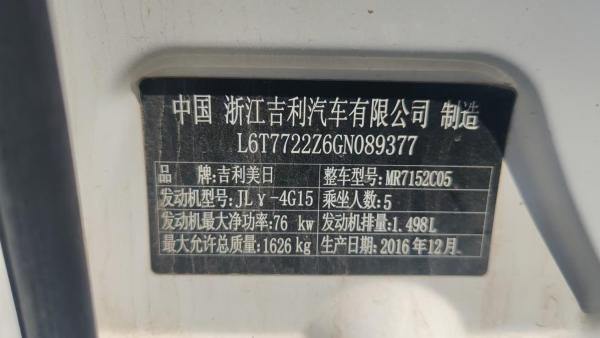 中国 浙江吉利汽车有限公司 制造
L6T7722Z6GN089377
品 牌:吉利美日 整车型号:MR7152C05
发动机型号:JLγ-4G15 乘坐人数:5
发动机最大净功率:76 kw 发动机排量:1.498L
最大允许总质量:1626kg 生产日期:2016年12月